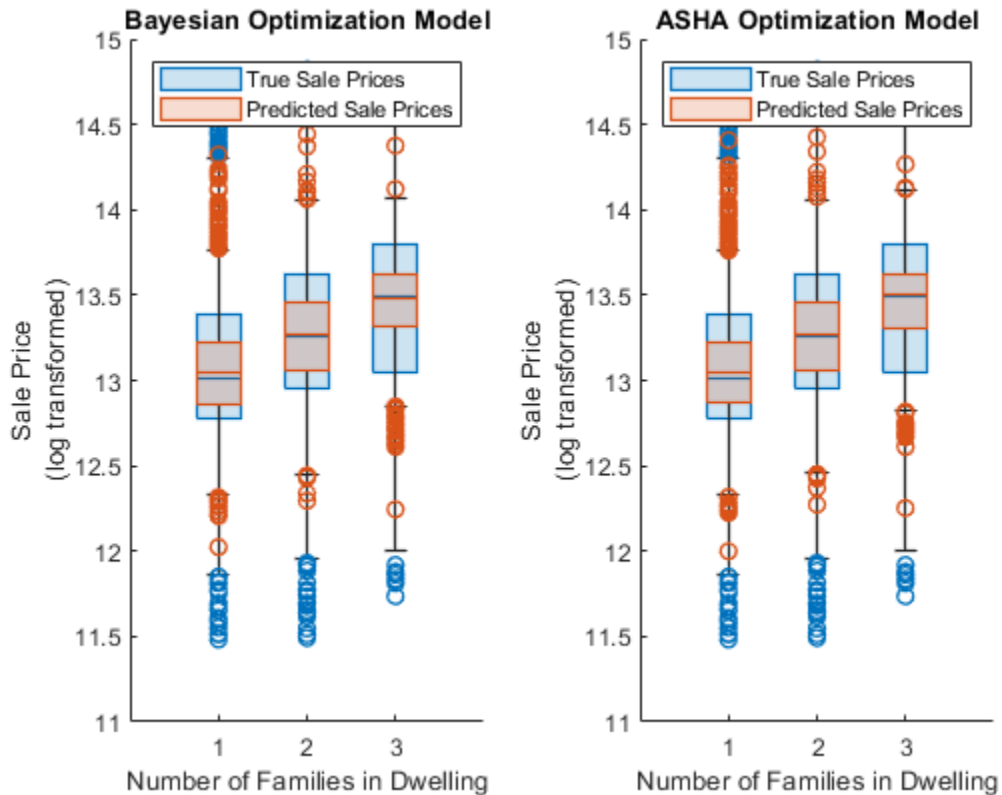 Bayesian Optimization Model
True Sale Prices
Predicted Sale Prices
15
14.5
14
13.5
13
12.5
12
11.5
11
Sale Price
(log transformed)
1 2 3
Number of Families in Dwelling
ASHA Optimization Model
True Sale Prices
Predicted Sale Prices
15
14.5
14
13.5
13
12.5
12
11.5
11
Sale Price
(log transformed)
1 2 3
Number of Families in Dwelling